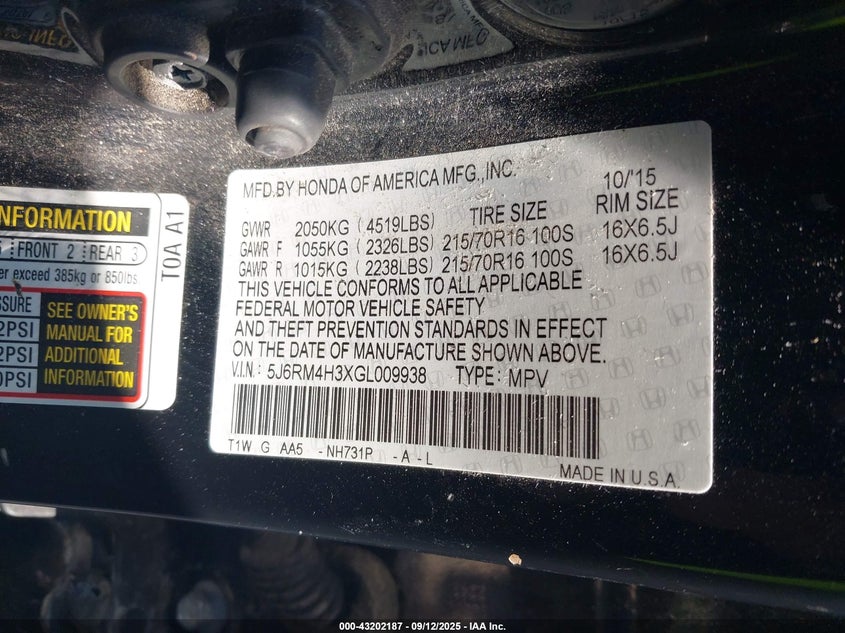 MFD.BY HONDA OF AMERICA MFG.,INC. 10/'15
TIRE SIZE RIM SIZE
GVWR 2050KG (4519LBS)
GAWR F 1055KG (2326LBS) 215/70R16 100S 16X6.5J
GAWR R 1015KG (2238LBS) 215/70R16 100S 16X6.5J
THIS VEHICLE CONFORMS TO ALL APPLICABLE
FEDERAL MOTOR VEHICLE SAFETY
AND THEFT PREVENTION STANDARDS IN EFFECT
ON THE DATE OF MANUFACTURE SHOWN ABOVE.
V.I.N: 5J6RM4H3XGL009938 TYPE: MPV
T1W G AA5 - NH731P - A - L
MADE IN U.S.A.
INFORMATION
FRONT 2 REAR 3
exceed 385kg or 850lbs
SEE OWNER'S
MANUAL FOR
ADDITIONAL
INFORMATION
TOA A1
000-43202187 - 09/12/2025 - IAA Inc.